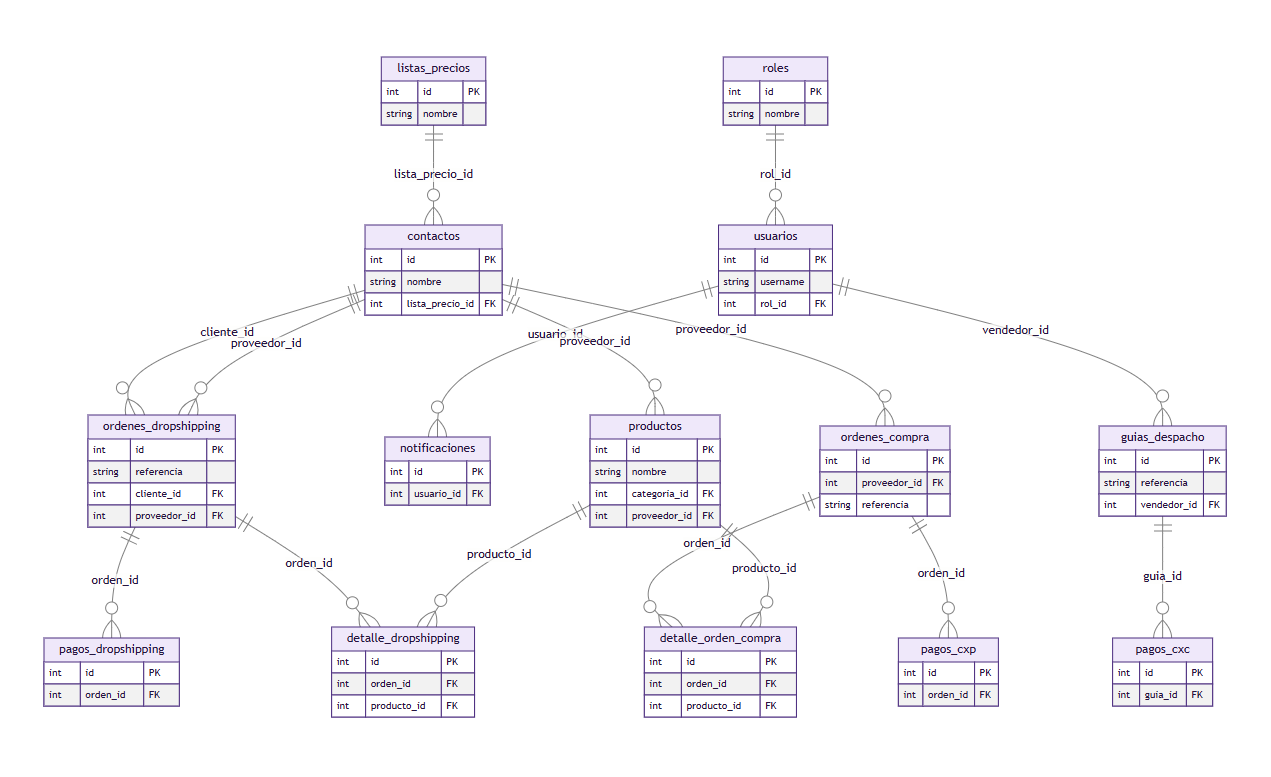 listas_precios
int id PK
string nombre
roles
int id PK
string nombre
lista_precio_id
rol_id
contactos
int id PK
string nombre
int lista_precio_id FK
usuarios
int id PK
string username
int rol_id FK
cliente_id
proveedor_id
usuario_id
proveedor_id
proveedor_id
vendedor_id
ordenes_dropshipping
int id PK
string referencia
int cliente_id FK
int proveedor_id FK
notificaciones
int id PK
int usuario_id FK
productos
int id PK
string nombre
int categoria_id FK
int proveedor_id FK
ordenes_compra
int id PK
int proveedor_id FK
string referencia
guias_despacho
int id PK
string referencia
int vendedor_id FK
orden_id
orden_id
producto_id
orden_id
producto_id
orden_id
guia_id
pagos_dropshipping
int id PK
int orden_id FK
detalle_dropshipping
int id PK
int orden_id FK
int producto_id FK
detalle_orden_compra
int id PK
int orden_id FK
int producto_id FK
pagos_cxp
int id PK
int orden_id FK
pagos_cxc
int id PK
int guia_id FK